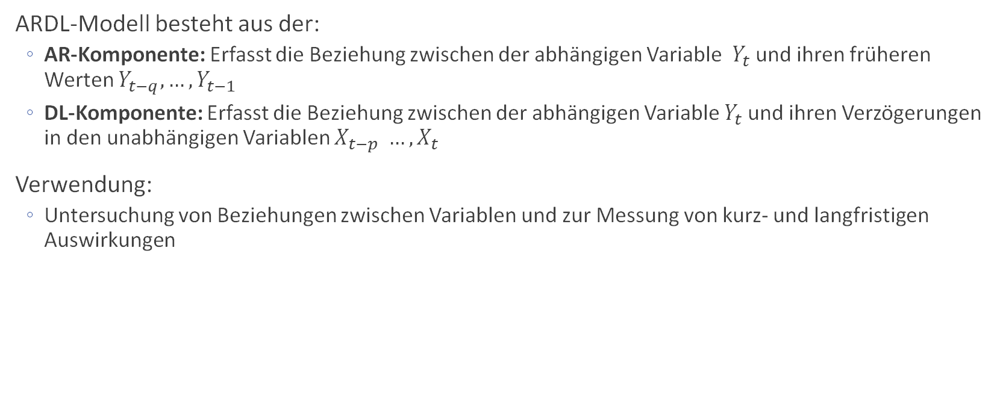 ARDL-Modell besteht aus der:
◦ AR-Komponente: Erfasst die Beziehung zwischen der abhängigen Variable Y_t und ihren früheren
Werten Y_{t−q}, … , Y_{t−1}
◦ DL-Komponente: Erfasst die Beziehung zwischen der abhängigen Variable Y_t und ihren Verzögerungen
in den unabhängigen Variablen X_{t−p} … , X_t
Verwendung:
◦ Untersuchung von Beziehungen zwischen Variablen und zur Messung von kurz- und langfristigen
Auswirkungen